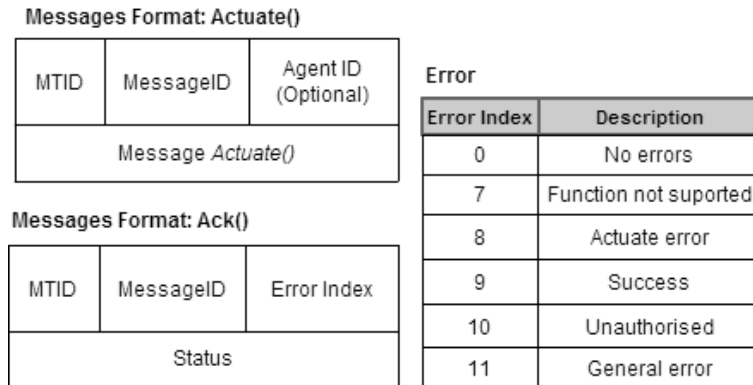 Messages Format: Actuate()
MTID
MessageID
Agent ID
(Optional)
Message Actuate()
Messages Format: Ack()
MTID
MessageID
Error Index
Status
Error
Error Index
Description
0
No errors
7
Function not suported
8
Actuate error
9
Success
10
Unauthorised
11
General error